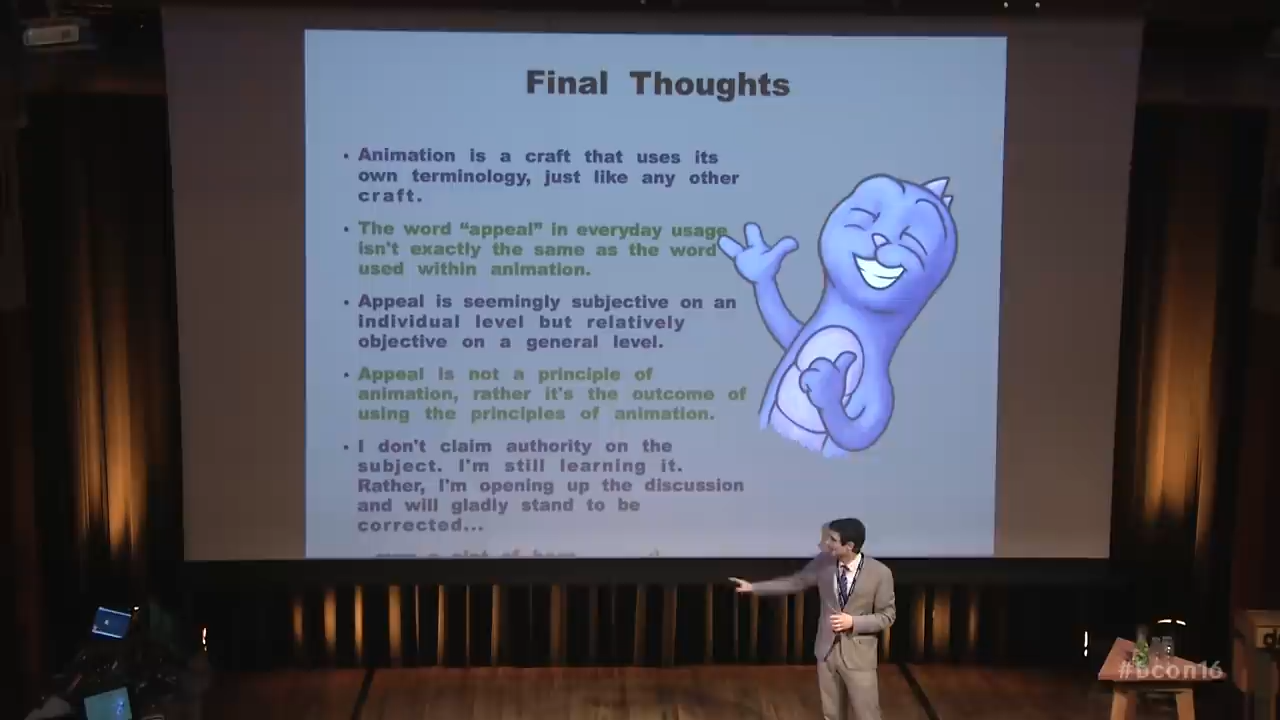 Final Thoughts
• Animation is a craft that uses its
own terminology, just like any other
craft.
• The word “appeal” in everyday usage
isn't exactly the same as the word
used within animation.
• Appeal is seemingly subjective on an
individual level but relatively
objective on a general level.
• Appeal is not a principle of
animation, rather it's the outcome of
using the principles of animation.
• I don't claim authority on the
subject. I'm still learning it.
Rather, I'm opening up the discussion
and will gladly stand to be
corrected...
#bcon16